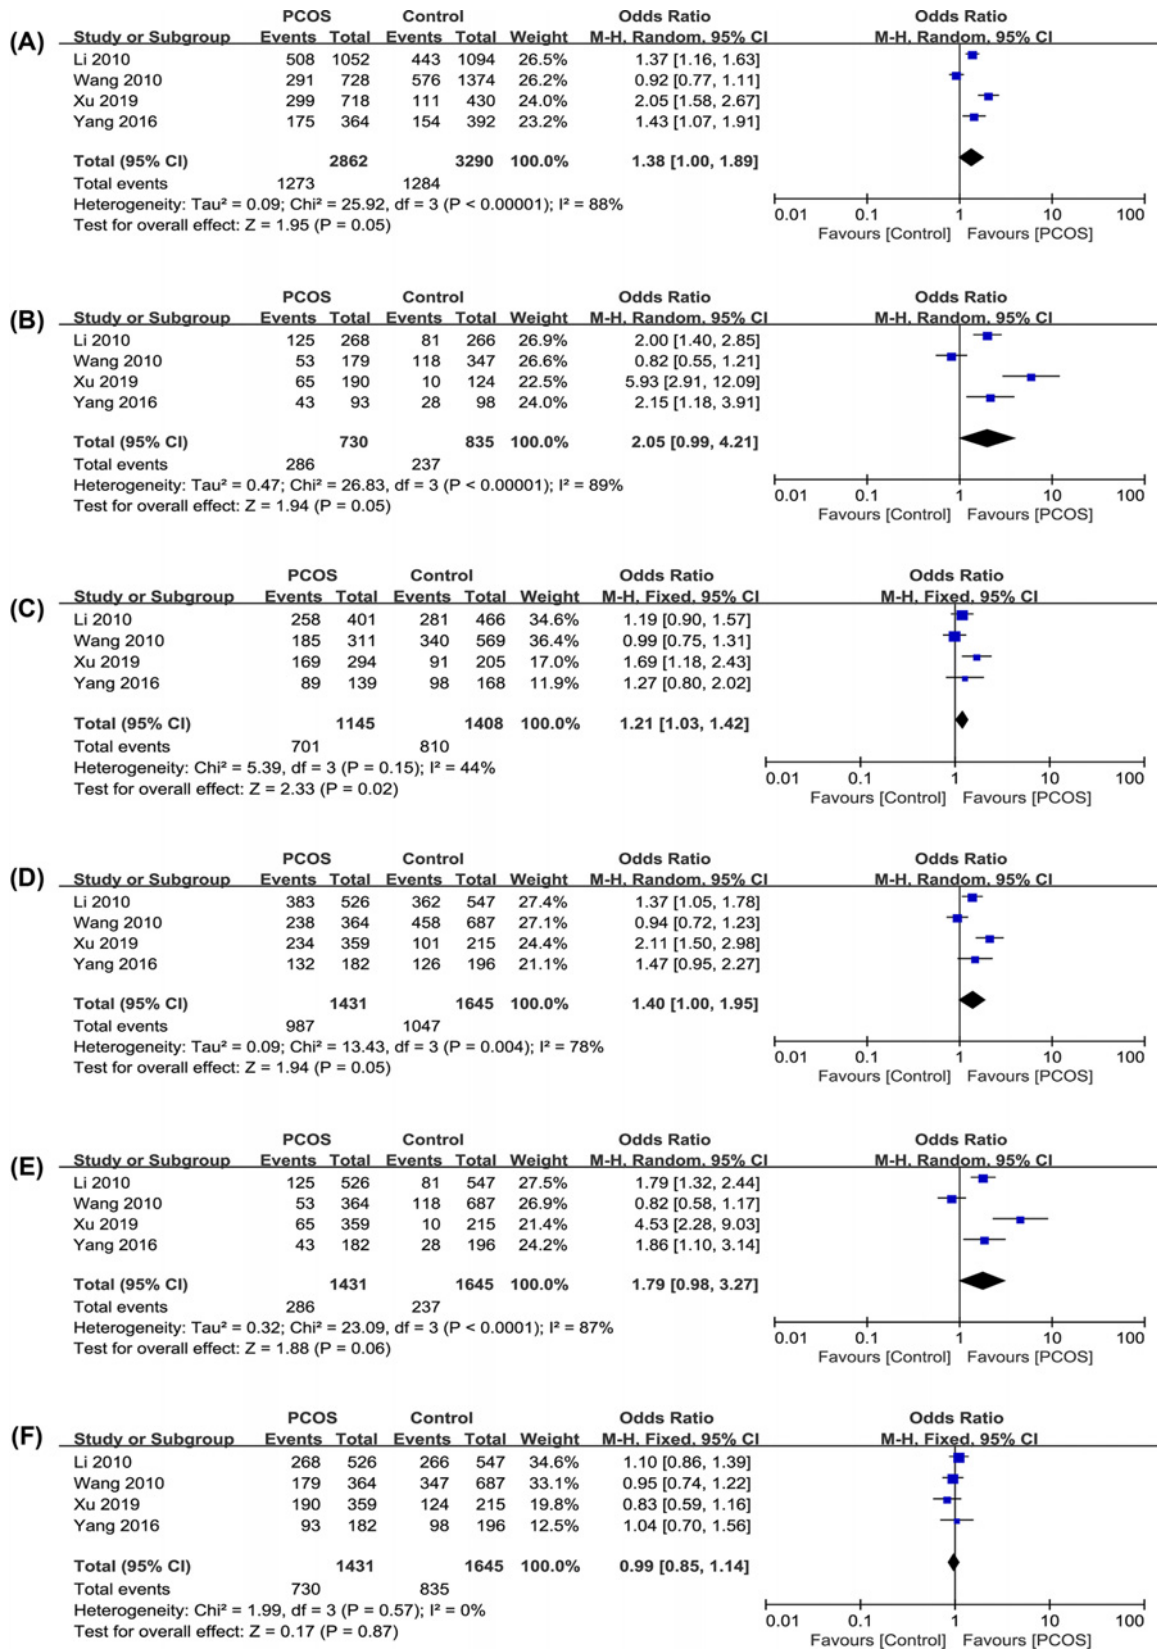 (A)
PCOS Control Odds Ratio Odds Ratio
Study or Subgroup Events Total Events Total Weight M-H, Random, 95% CI M-H, Random, 95% CI
Li 2010 508 1052 443 1094 26.5% 1.37 [1.16, 1.63]
Wang 2010 291 728 576 1374 26.2% 0.92 [0.77, 1.11]
Xu 2019 299 718 111 430 24.0% 2.05 [1.58, 2.67]
Yang 2016 175 364 154 392 23.2% 1.43 [1.07, 1.91]
Total (95% CI) 2862 3290 100.0% 1.38 [1.00, 1.89]
Total events 1273 1284
Heterogeneity: Tau² = 0.09; Chi² = 25.92, df = 3 (P < 0.00001); I² = 88%
Test for overall effect: Z = 1.95 (P = 0.05)
0.01 0.1 1 10 100
Favours [Control] Favours [PCOS]
(B)
PCOS Control Odds Ratio Odds Ratio
Study or Subgroup Events Total Events Total Weight M-H, Random, 95% CI M-H, Random, 95% CI
Li 2010 125 268 81 266 26.9% 2.00 [1.40, 2.85]
Wang 2010 53 179 118 347 26.6% 0.82 [0.55, 1.21]
Xu 2019 65 190 10 124 22.5% 5.93 [2.91, 12.09]
Yang 2016 43 93 28 98 24.0% 2.15 [1.18, 3.91]
Total (95% CI) 730 835 100.0% 2.05 [0.99, 4.21]
Total events 286 237
Heterogeneity: Tau² = 0.47; Chi² = 26.83, df = 3 (P < 0.00001); I² = 89%
Test for overall effect: Z = 1.94 (P = 0.05)
0.01 0.1 1 10 100
Favours [Control] Favours [PCOS]
(C)
PCOS Control Odds Ratio Odds Ratio
Study or Subgroup Events Total Events Total Weight M-H, Fixed, 95% CI M-H, Fixed, 95% CI
Li 2010 258 401 281 466 34.6% 1.19 [0.90, 1.57]
Wang 2010 185 311 340 569 36.4% 0.99 [0.75, 1.31]
Xu 2019 169 294 91 205 17.0% 1.69 [1.18, 2.43]
Yang 2016 89 139 98 168 11.9% 1.27 [0.80, 2.02]
Total (95% CI) 1145 1408 100.0% 1.21 [1.03, 1.42]
Total events 701 810
Heterogeneity: Chi² = 5.39, df = 3 (P = 0.15); I² = 44%
Test for overall effect: Z = 2.33 (P = 0.02)
0.01 0.1 1 10 100
Favours [Control] Favours [PCOS]
(D)
PCOS Control Odds Ratio Odds Ratio
Study or Subgroup Events Total Events Total Weight M-H, Random, 95% CI M-H, Random, 95% CI
Li 2010 383 526 362 547 27.4% 1.37 [1.05, 1.78]
Wang 2010 238 364 458 687 27.1% 0.94 [0.72, 1.23]
Xu 2019 234 359 101 215 24.4% 2.11 [1.50, 2.98]
Yang 2016 132 182 126 196 21.1% 1.47 [0.95, 2.27]
Total (95% CI) 1431 1645 100.0% 1.40 [1.00, 1.95]
Total events 987 1047
Heterogeneity: Tau² = 0.09; Chi² = 13.43, df = 3 (P = 0.004); I² = 78%
Test for overall effect: Z = 1.94 (P = 0.05)
0.01 0.1 1 10 100
Favours [Control] Favours [PCOS]
(E)
PCOS Control Odds Ratio Odds Ratio
Study or Subgroup Events Total Events Total Weight M-H, Random, 95% CI M-H, Random, 95% CI
Li 2010 125 526 81 547 27.5% 1.79 [1.32, 2.44]
Wang 2010 53 364 118 687 26.9% 0.82 [0.58, 1.17]
Xu 2019 65 359 10 215 21.4% 4.53 [2.28, 9.03]
Yang 2016 43 182 28 196 24.2% 1.86 [1.10, 3.14]
Total (95% CI) 1431 1645 100.0% 1.79 [0.98, 3.27]
Total events 286 237
Heterogeneity: Tau² = 0.32; Chi² = 23.09, df = 3 (P < 0.0001); I² = 87%
Test for overall effect: Z = 1.88 (P = 0.06)
0.01 0.1 1 10 100
Favours [Control] Favours [PCOS]
(F)
PCOS Control Odds Ratio Odds Ratio
Study or Subgroup Events Total Events Total Weight M-H, Fixed, 95% CI M-H, Fixed, 95% CI
Li 2010 268 526 266 547 34.6% 1.10 [0.86, 1.39]
Wang 2010 179 364 347 687 33.1% 0.95 [0.74, 1.22]
Xu 2019 190 359 124 215 19.8% 0.83 [0.59, 1.16]
Yang 2016 93 182 98 196 12.5% 1.04 [0.70, 1.56]
Total (95% CI) 1431 1645 100.0% 0.99 [0.85, 1.14]
Total events 730 835
Heterogeneity: Chi² = 1.99, df = 3 (P = 0.57); I² = 0%
Test for overall effect: Z = 0.17 (P = 0.87)
0.01 0.1 1 10 100
Favours [Control] Favours [PCOS]